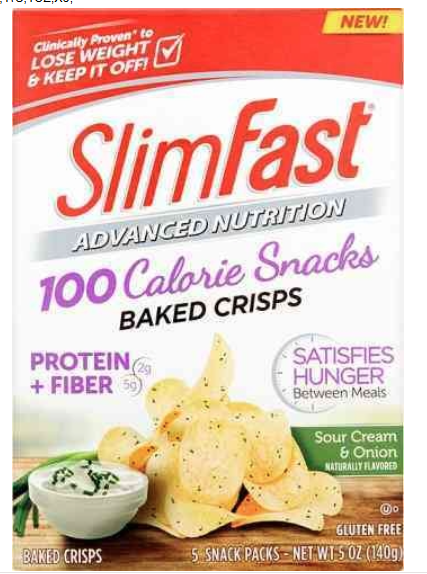 NEW!
Clinically Proven* to
LOSE WEIGHT
& KEEP IT OFF!
SlimFast®
ADVANCED NUTRITION
100 Calorie Snacks
BAKED CRISPS
PROTEIN 2g
+ FIBER 5g
SATISFIES
HUNGER
Between Meals
Sour Cream
& Onion
NATURALLY FLAVORED
U D
GLUTEN FREE
BAKED CRISPS
5 SNACK PACKS - NET WT 5 OZ (140g)